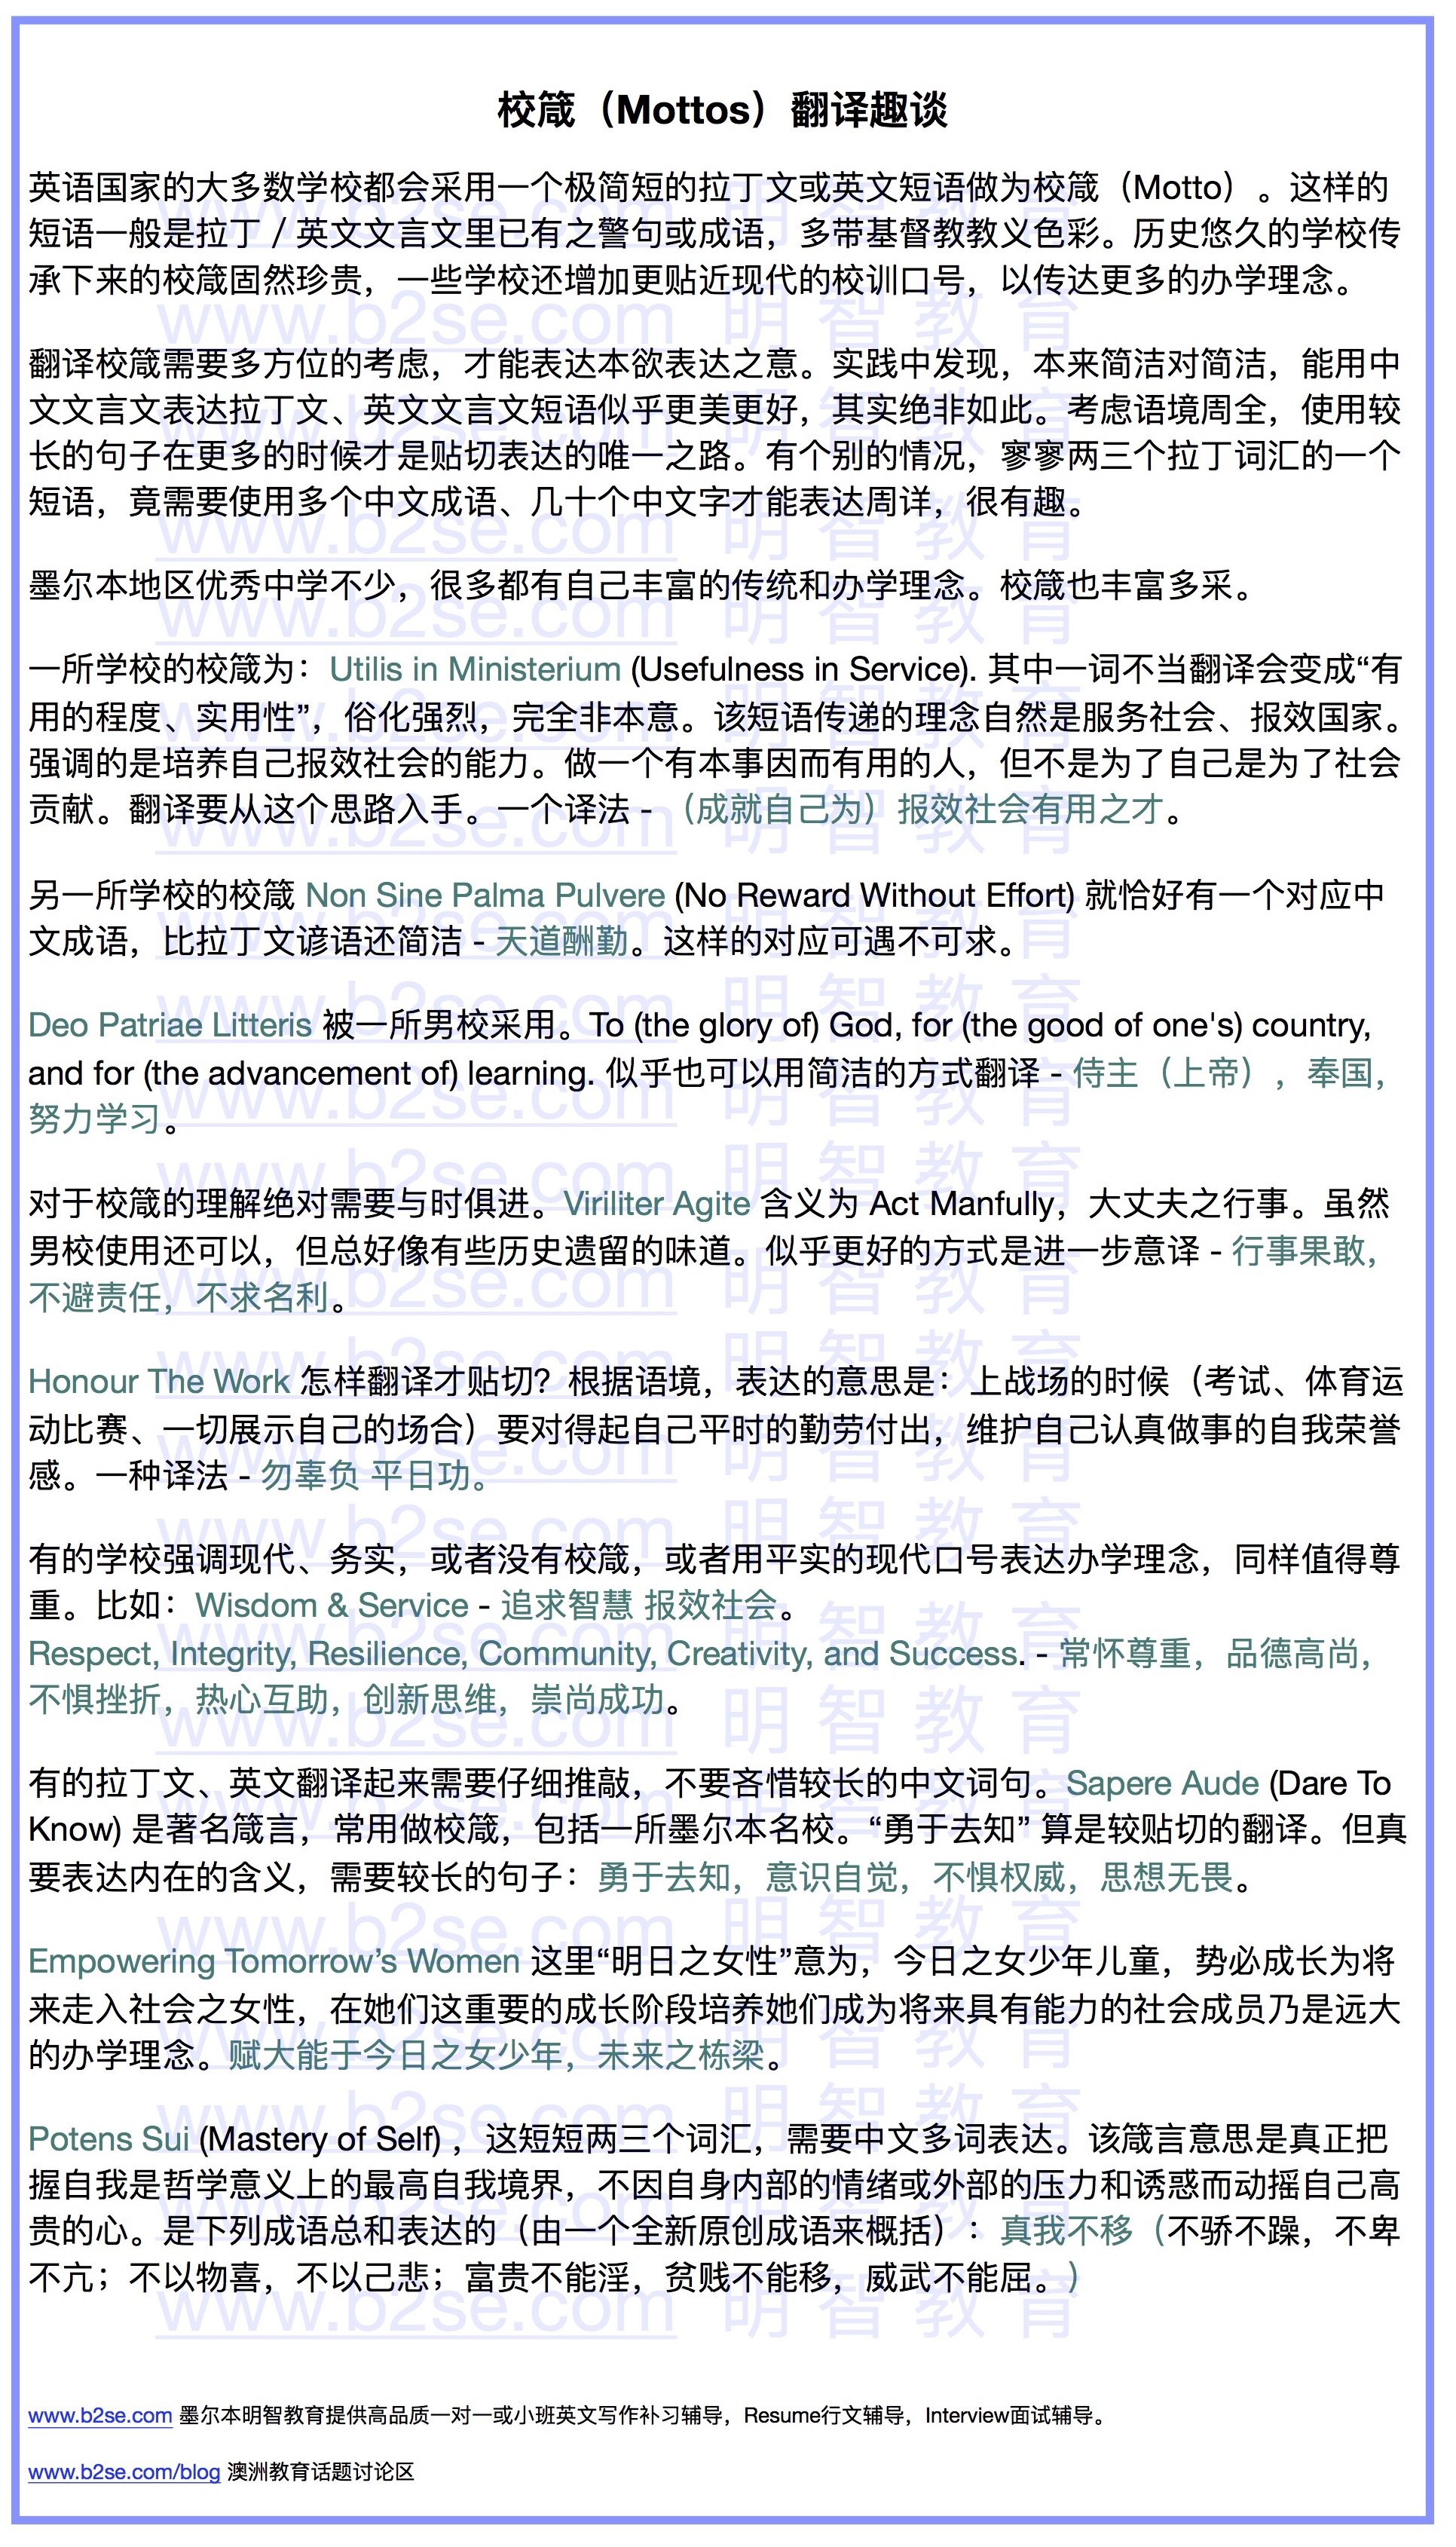 校箴（Mottos）翻译趣谈
英语国家的大多数学校都会采用一个极简短的拉丁文或英文短语做为校箴（Motto）。这样的
短语一般是拉丁 / 英文文言文里已有之警句或成语，多带基督教教义色彩。历史悠久的学校传
承下来的校箴固然珍贵，一些学校还增加更贴近现代的校训口号，以传达更多的办学理念。
翻译校箴需要多方位的考虑，才能表达本欲表达之意。实践中发现，本来简洁对简洁，能用中
文文言文表达拉丁文、英文文言文短语似乎更美更好，其实绝非如此。考虑语境周全，使用较
长的句子在更多的时候才是贴切表达的唯一之路。有个别的情况，寥寥两三个拉丁词汇的一个
短语，竟需要使用多个中文成语、几十个中文字才能表达周详，很有趣。
墨尔本地区优秀中学不少，很多都有自己丰富的传统和办学理念。校箴也丰富多采。
一所学校的校箴为：Utilis in Ministerium (Usefulness in Service). 其中一词不当翻译会变成“有
用的程度、实用性”，俗化强烈，完全非本意。该短语传递的理念自然是服务社会、报效国家。
强调的是培养自己报效社会的能力。做一个有本事因而有用的人，但不是为了自己是为了社会
贡献。翻译要从这个思路入手。一个译法 - （成就自己为）报效社会有用之才。
另一所学校的校箴 Non Sine Palma Pulvere (No Reward Without Effort) 就恰好有一个对应中
文成语，比拉丁文谚语还简洁 - 天道酬勤。这样的对应可遇不可求。
Deo Patriae Litteris 被一所男校采用。To (the glory of) God, for (the good of one's) country,
and for (the advancement of) learning. 似乎也可以用简洁的方式翻译 - 侍主（上帝），奉国，
努力学习。
对于校箴的理解绝对需要与时俱进。Viriliter Agite 含义为 Act Manfully，大丈夫之行事。虽然
男校使用还可以，但总好像有些历史遗留的味道。似乎更好的方式是进一步意译 - 行事果敢，
不避责任，不求名利。
Honour The Work 怎样翻译才贴切？根据语境，表达的意思是：上战场的时候（考试、体育运
动比赛、一切展示自己的场合）要对得起自己平时的勤劳付出，维护自己认真做事的自我荣誉
感。一种译法 - 勿辜负 平日功。
有的学校强调现代、务实，或者没有校箴，或者用平实的现代口号表达办学理念，同样值得尊
重。比如：Wisdom & Service - 追求智慧 报效社会。
Respect, Integrity, Resilience, Community, Creativity, and Success. - 常怀尊重，品德高尚，
不惧挫折，热心互助，创新思维，崇尚成功。
有的拉丁文、英文翻译起来需要仔细推敲，不要吝惜较长的中文词句。Sapere Aude (Dare To
Know) 是著名箴言，常用做校箴，包括一所墨尔本名校。“勇于去知” 算是较贴切的翻译。但真
要表达内在的含义，需要较长的句子：勇于去知，意识自觉，不惧权威，思想无畏。
Empowering Tomorrow’s Women 这里“明日之女性”意为，今日之女少年儿童，势必成长为将
来走入社会之女性，在她们这重要的成长阶段培养她们成为将来具有能力的社会成员乃是远大
的办学理念。赋大能于今日之女少年，未来之栋梁。
Potens Sui (Mastery of Self) ，这短短两三个词汇，需要中文多词表达。该箴言意思是真正把
握自我是哲学意义上的最高自我境界，不因自身内部的情绪或外部的压力和诱惑而动摇自己高
贵的心。是下列成语总和表达的（由一个全新原创成语来概括）：真我不移（不骄不躁，不卑
不亢；不以物喜，不以己悲；富贵不能淫，贫贱不能移，威武不能屈。）
www.b2se.com 墨尔本明智教育提供高品质一对一或小班英文写作补习辅导，Resume行文辅导，Interview面试辅导。
www.b2se.com/blog 澳洲教育话题讨论区